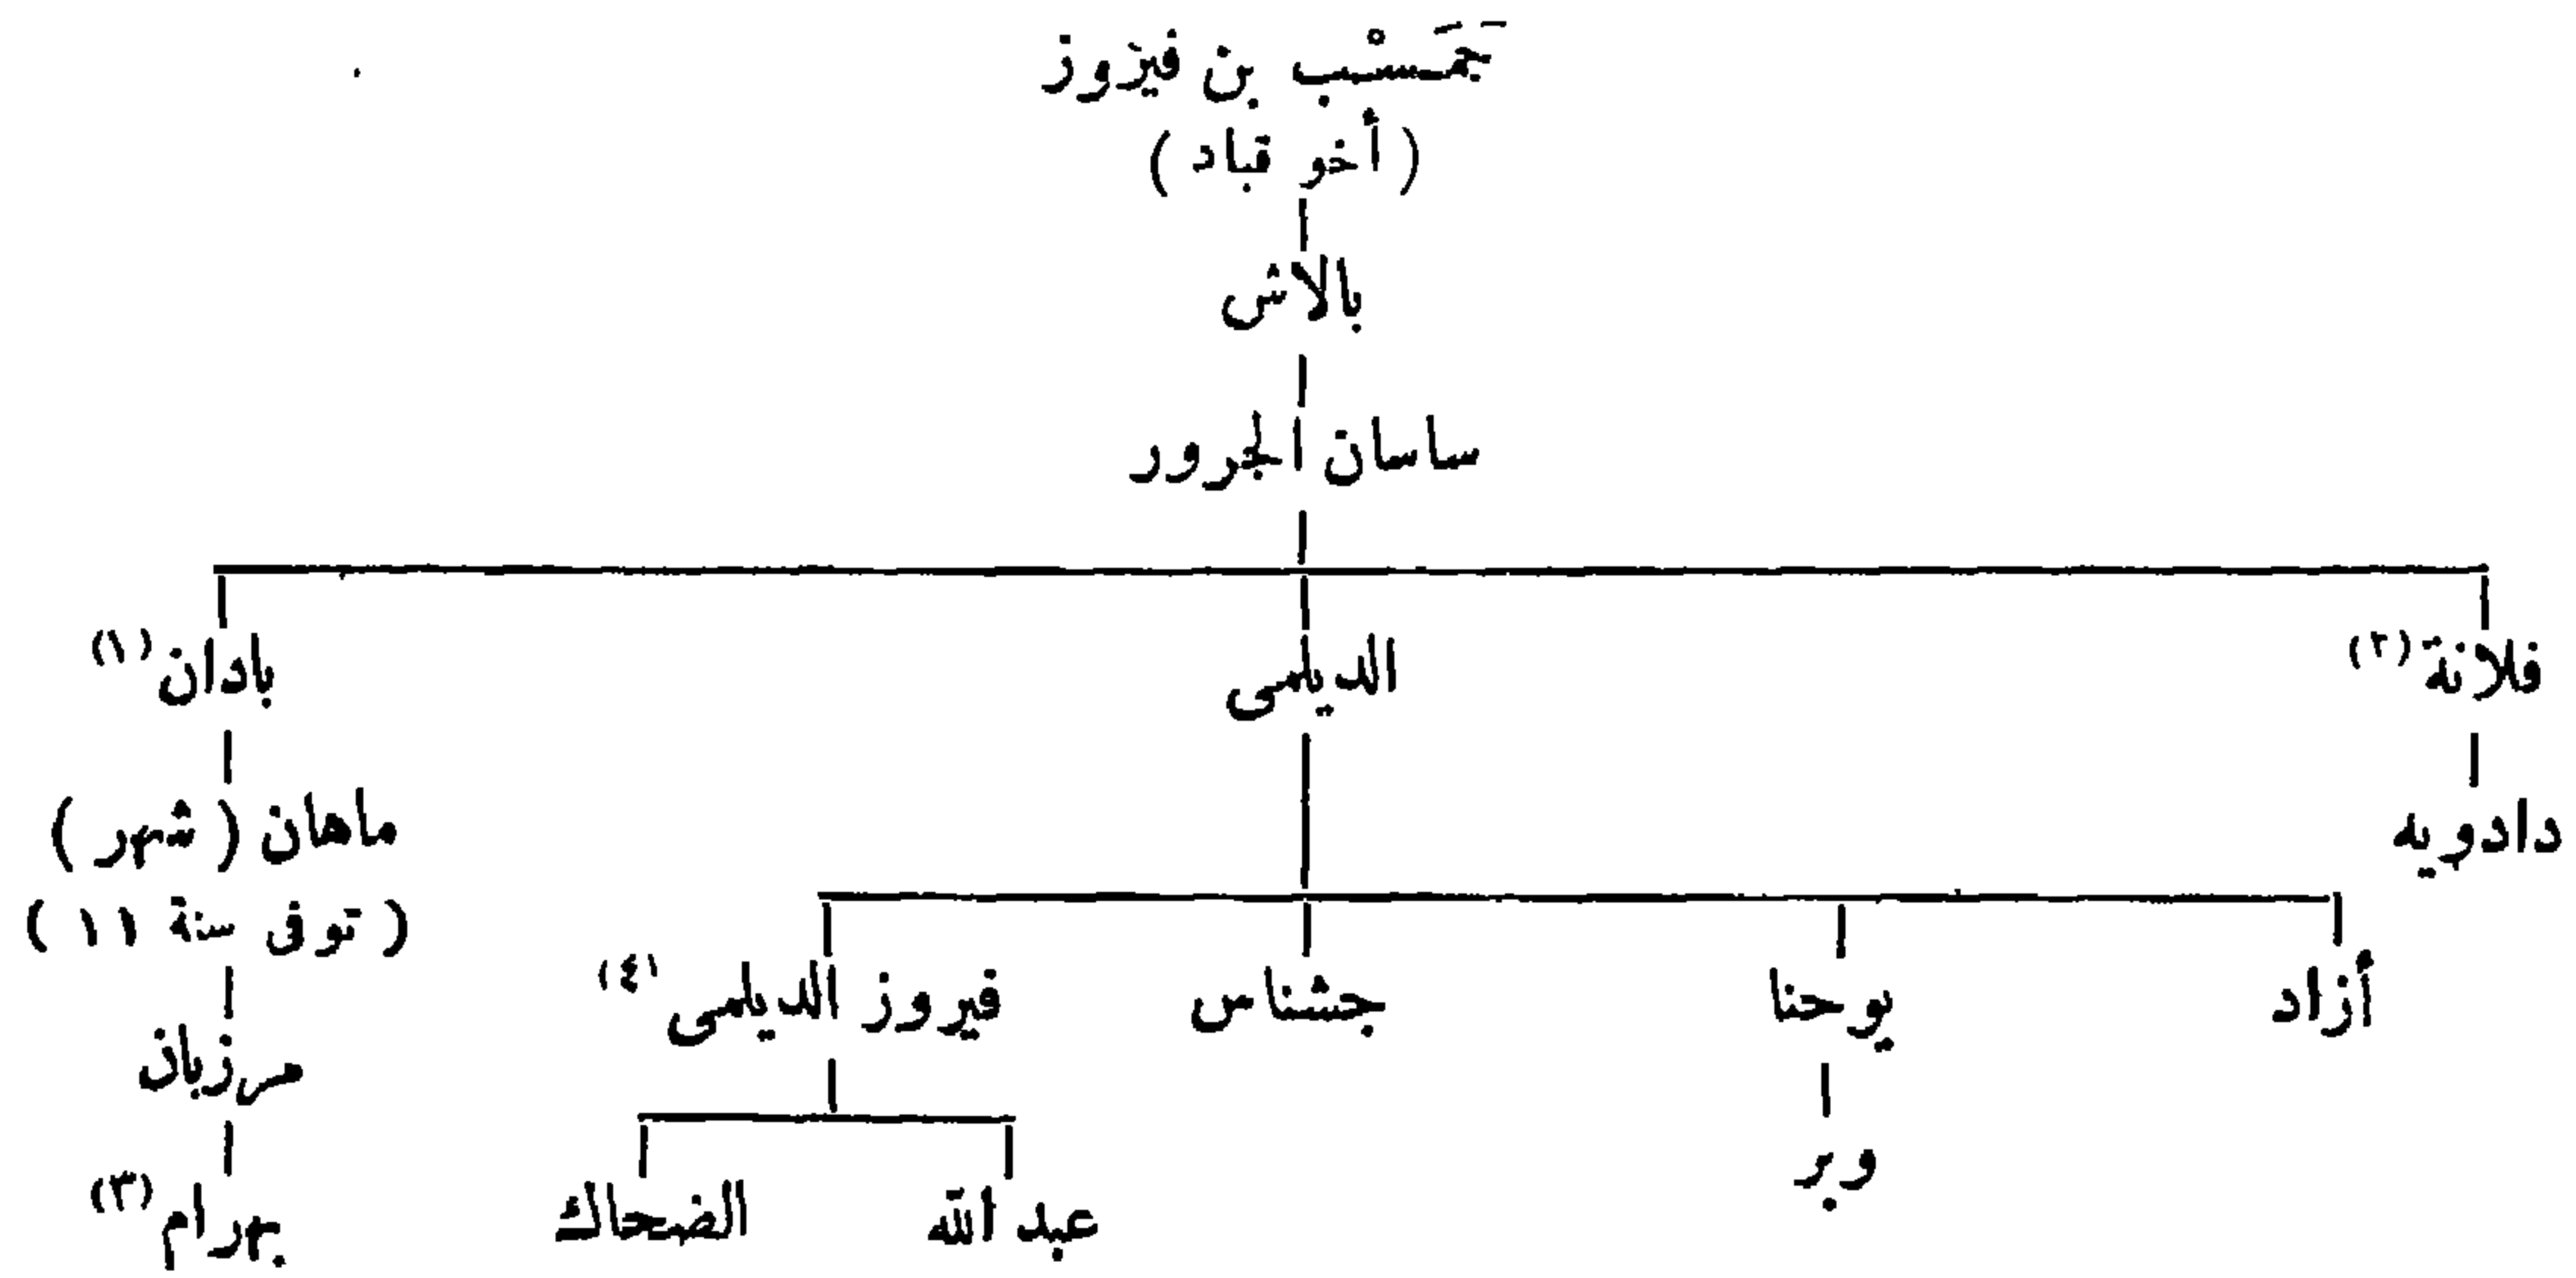 جَمَسْب بن فيروز
( أخو قباد )
بالاش
ساسان الجرور
فلانة (٢)
الديلمى
بادان (١)
دادويه
ماهان ( شهر )
( توفى سنة ١١ )
أزاد
يوحنا
جشناس
فيروز الديلمى (٤)
مرزبان
وبر
عبد الله
الضحاك
بهرام (٣)